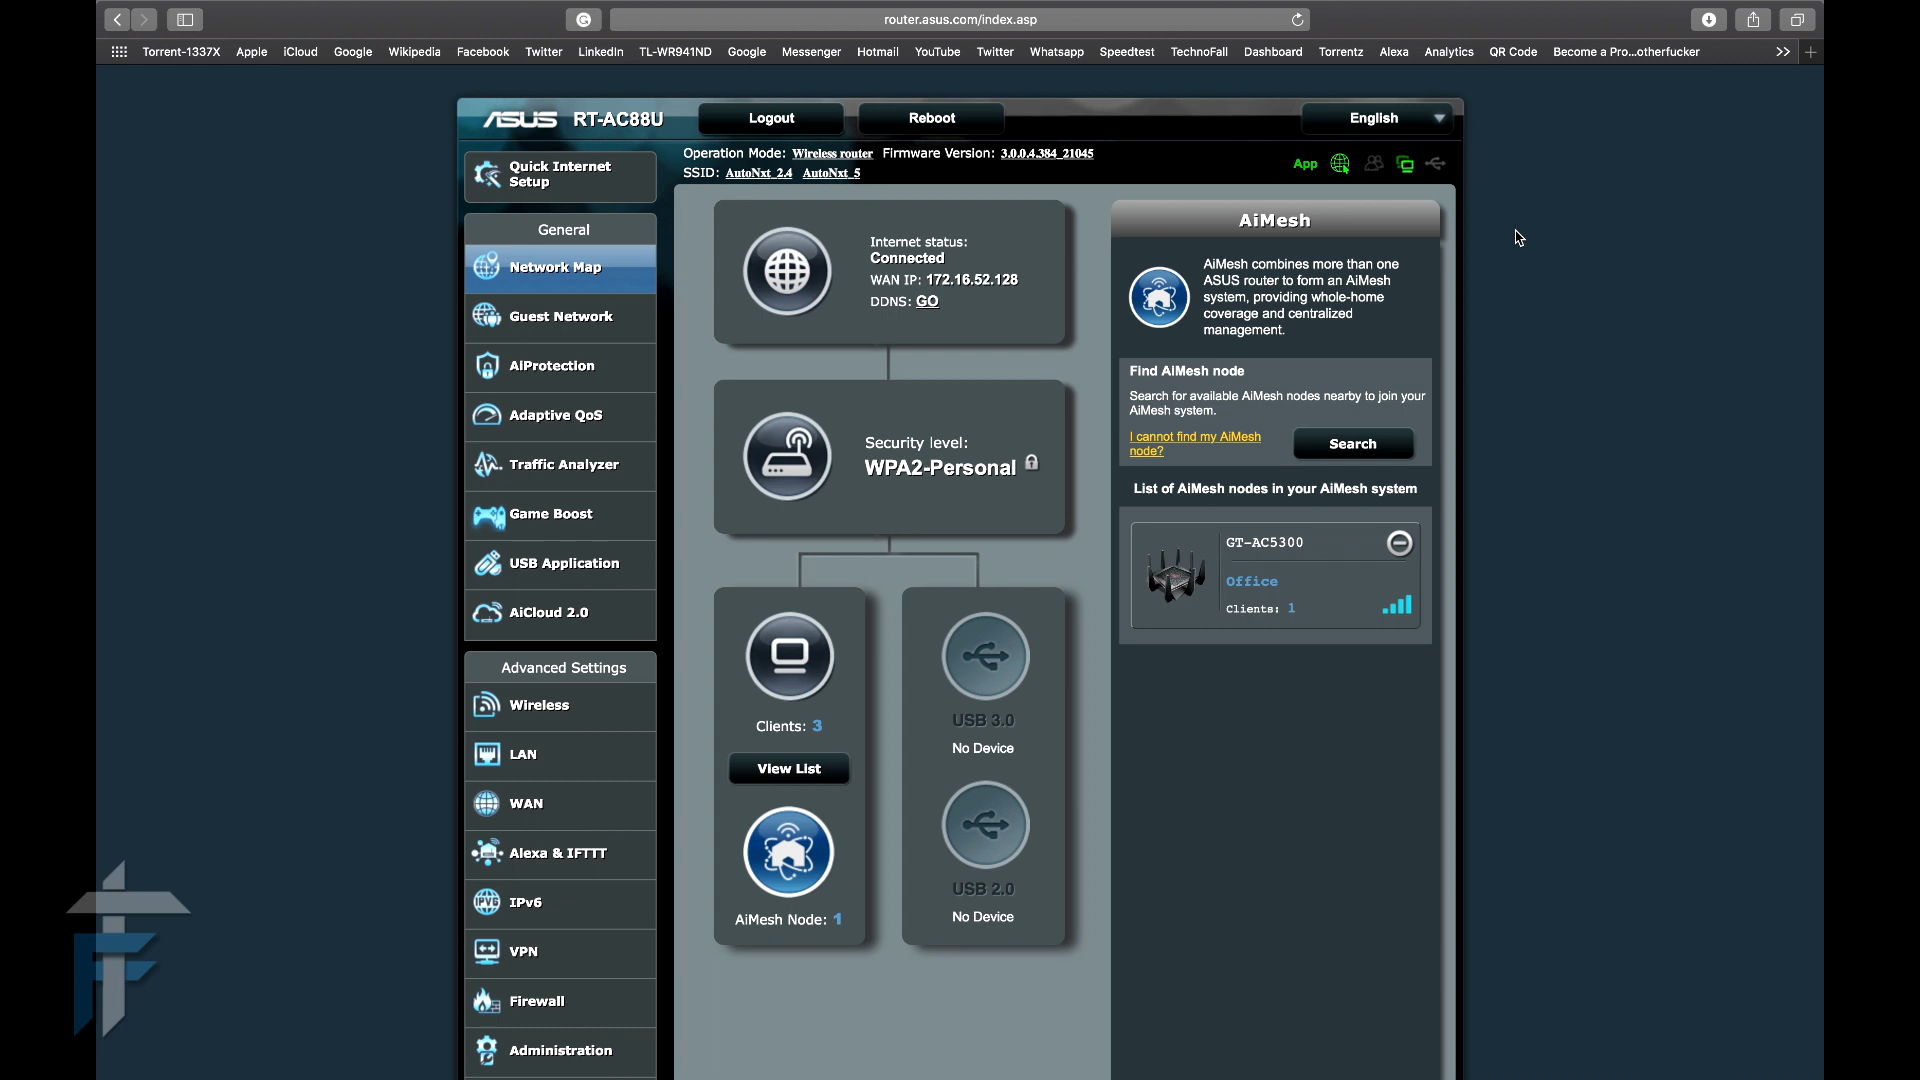 router.asus.com/index.asp
Torrent-1337X Apple iCloud Google Wikipedia Facebook Twitter LinkedIn TL-WR941ND Google Messenger Hotmail YouTube Twitter Whatsapp Speedtest TechnoFall Dashboard Torrentz Alexa Analytics QR Code Become a Pro...otherfucker
ASUS RT-AC88U Logout Reboot English
Operation Mode: Wireless router Firmware Version: 3.0.0.4.384_21045
SSID: AutoNxt_2.4 AutoNxt_5
App
Quick Internet
Setup
General
Network Map
Guest Network
AiProtection
Adaptive QoS
Traffic Analyzer
Game Boost
USB Application
AiCloud 2.0
Advanced Settings
Wireless
LAN
WAN
Alexa & IFTTT
IPv6
VPN
Firewall
Administration
Internet status:
Connected
WAN IP: 172.16.52.128
DDNS: GO
Security level:
WPA2-Personal
Clients: 3
View List
AiMesh Node: 1
USB 3.0
No Device
USB 2.0
No Device
AiMesh
AiMesh combines more than one
ASUS router to form an AiMesh
system, providing whole-home
coverage and centralized
management.
Find AiMesh node
Search for available AiMesh nodes nearby to join your
AiMesh system.
I cannot find my AiMesh
node?
Search
List of AiMesh nodes in your AiMesh system
GT-AC5300
Office
Clients: 1